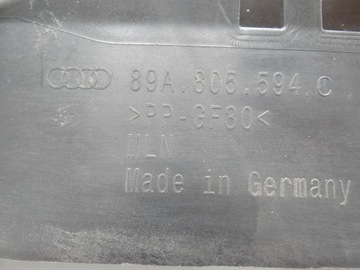 89A.805.594.C
>PP-GF30<
MLN
Made in Germany